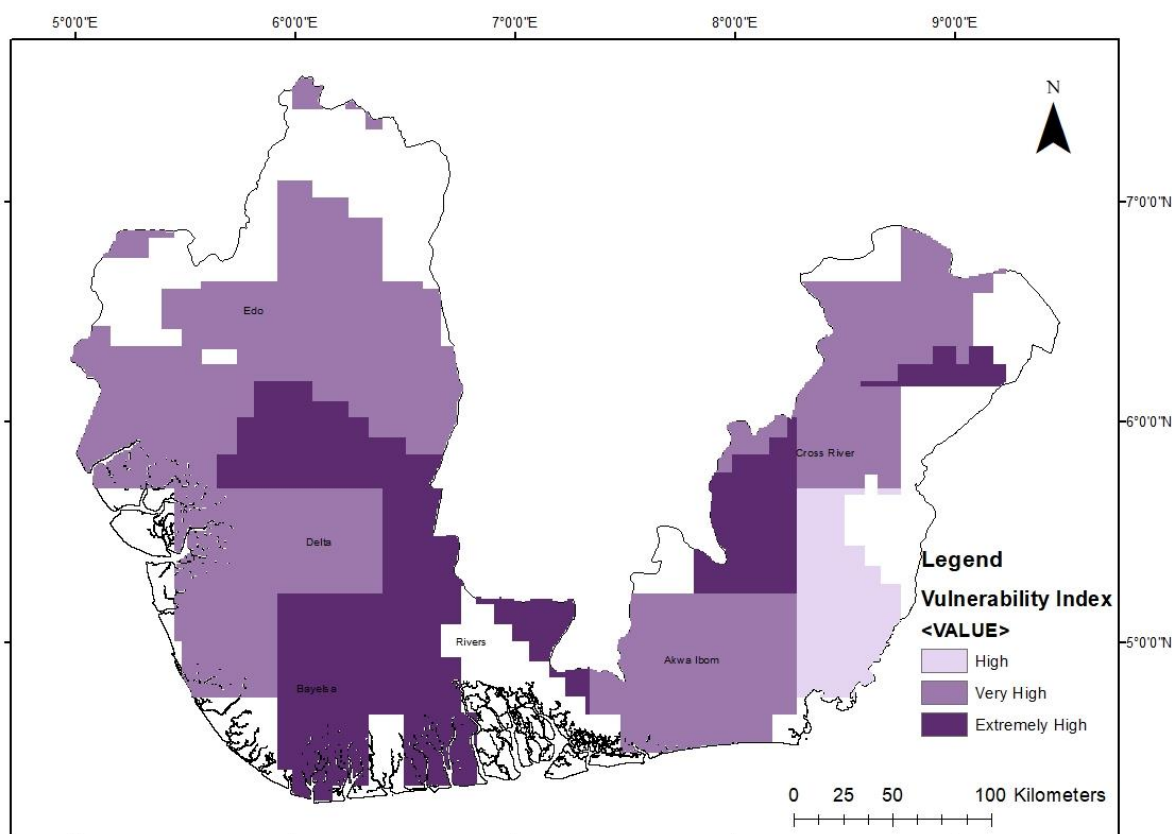 5°0'0"E 6°0'0"E 7°0'0"E 8°0'0"E 9°0'0"E
N
7°0'0"N
6°0'0"N
5°0'0"N
Edo
Cross River
Delta
Rivers
Akwa Ibom
Bayelsa
Legend
Vulnerability Index
<VALUE>
High
Very High
Extremely High
0 25 50 100 Kilometers